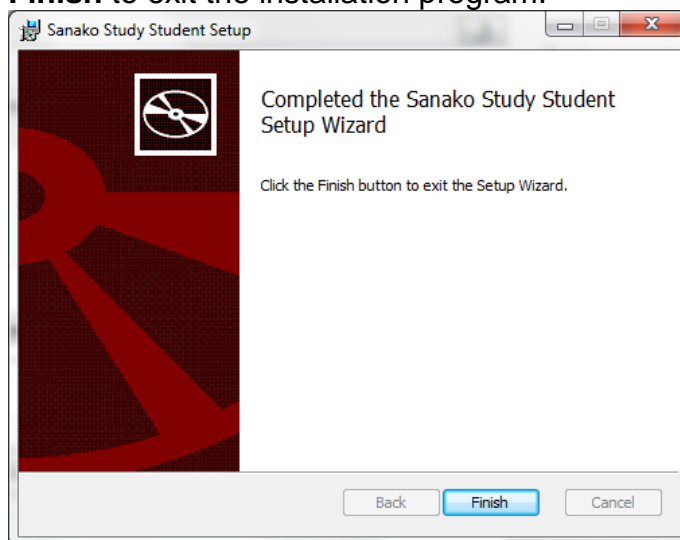 Finish to exit the installation program.
Sanako Study Student Setup
Completed the Sanako Study Student
Setup Wizard
Click the Finish button to exit the Setup Wizard.
Back Finish Cancel